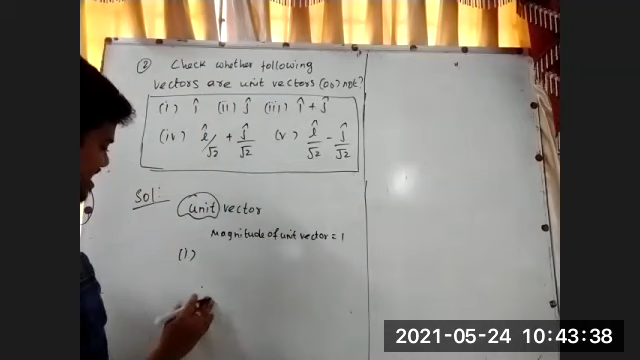 ② Check whether following
vectors are unit vectors (or) not?
(i) î (ii) ĵ (iii) î + ĵ
(iv) î/√2 + ĵ/√2 (v) î/√2 - ĵ/√2
Sol:
unit vector
Magnitude of unit vector = 1
(i)
2021-05-24 10:43:38